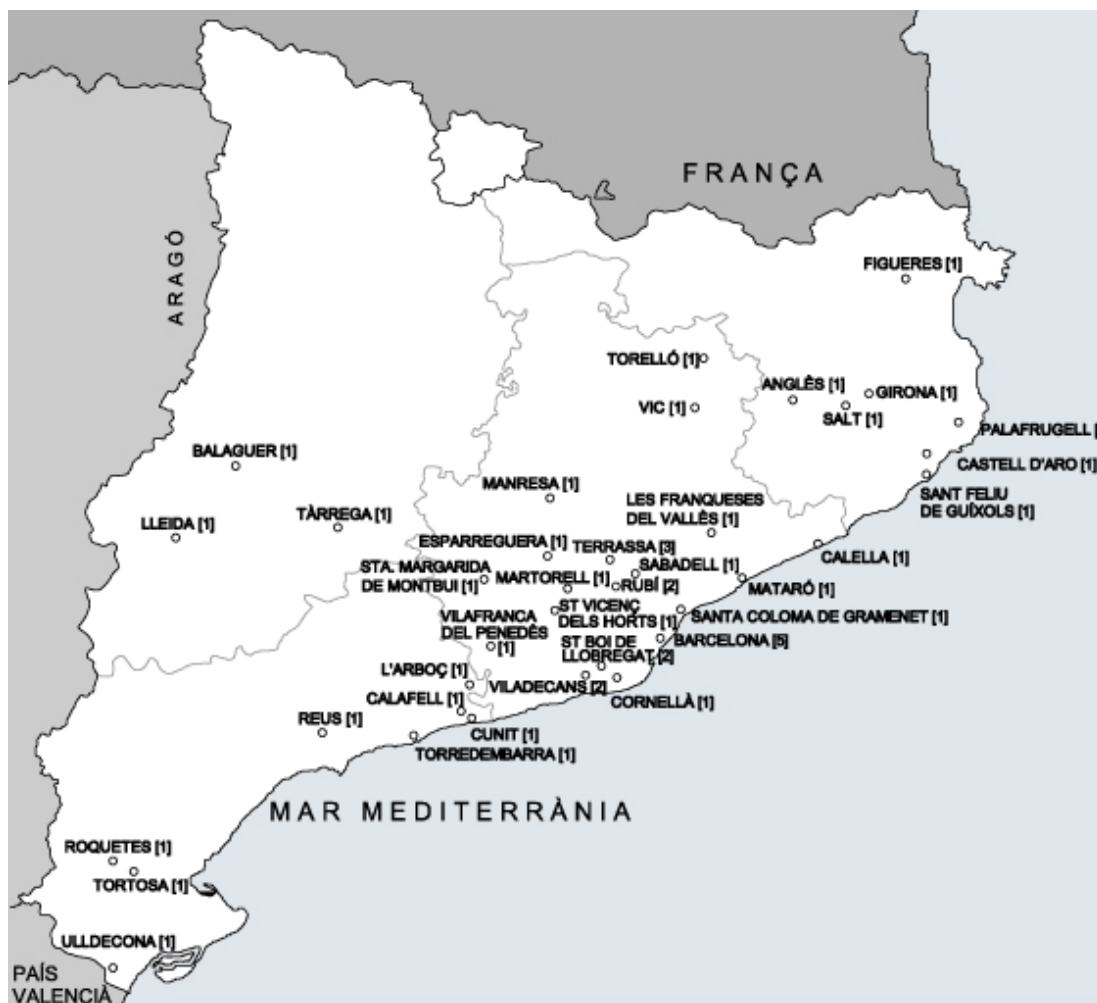 FRANÇA
ARAGÓ
FIGUERES [1]
TORELLÓ [1]
ANGLÈS [1]
GIRONA [1]
VIC [1]
SALT [1]
PALAFRUGELL [
BALAGUER [1]
CASTELL D'ARO [1]
MANRESA [1]
LES FRANQUESES
DEL VALLÈS [1]
SANT FELIU
DE GUÍXOLS [1]
LLEIDA [1]
TÀRREGA [1]
ESPARREGUERA [1]
TERRASSA [3]
CALELLA [1]
STA. MARGARIDA
DE MONTBUI [1]
MARTORELL [1]
SABADELL [1]
RUBÍ [2]
MATARÓ [1]
VILAFRANCA
DEL PENEDÈS
[1]
ST VICENÇ
DELS HORTS [1]
SANTA COLOMA DE GRAMENET [1]
ST BOI DE
LLOBREGAT [2]
BARCELONA [5]
L'ARBOÇ [1]
VILADECANS [2]
CORNELLÀ [1]
CALAFELL [1]
REUS [1]
CUNIT [1]
TORREDEMBARRA [1]
MAR MEDITERRÀNIA
ROQUETES [1]
TORTOSA [1]
ULLDECONA [1]
PAÍS
VALENCIÀ